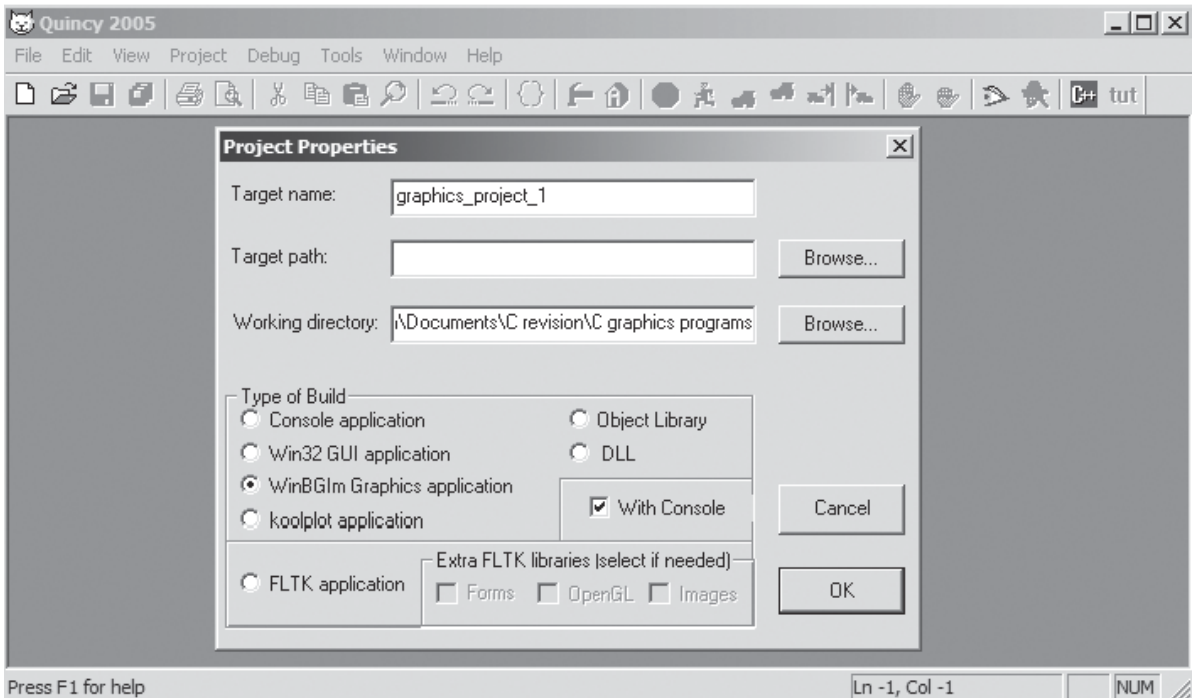 Quincy 2005
File Edit View Project Debug Tools Window Help
C++ tut
Project Properties
Target name: graphics_project_1
Target path: Browse...
Working directory: \Documents\C revision\C graphics programs Browse...
Type of Build
Console application Object Library
Win32 GUI application DLL
WinBGIm Graphics application
With Console Cancel
koolplot application
Extra FLTK libraries (select if needed)
FLTK application Forms OpenGL Images OK
Press F1 for help Ln -1, Col -1 NUM